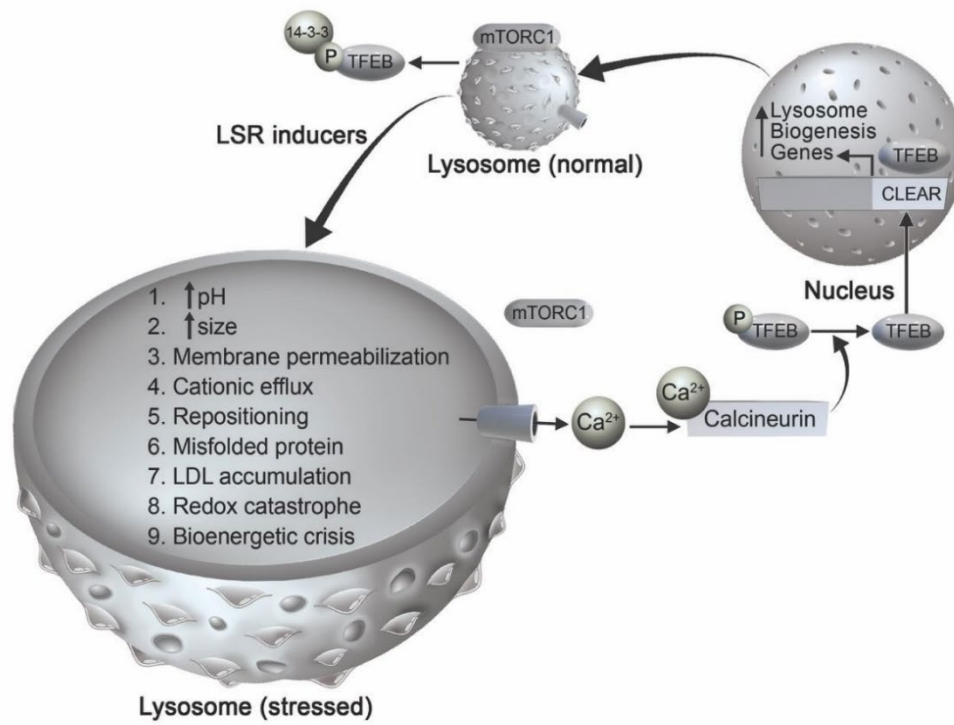 14-3-3
P
TFEB
mTORC1
Lysosome (normal)
LSR inducers
Lysosome
Biogenesis
Genes
TFEB
CLEAR
Nucleus
1. ↑pH
2. ↑size
3. Membrane permeabilization
4. Cationic efflux
5. Repositioning
6. Misfolded protein
7. LDL accumulation
8. Redox catastrophe
9. Bioenergetic crisis
mTORC1
P
TFEB
TFEB
Ca²⁺
Ca²⁺
Calcineurin
Lysosome (stressed)